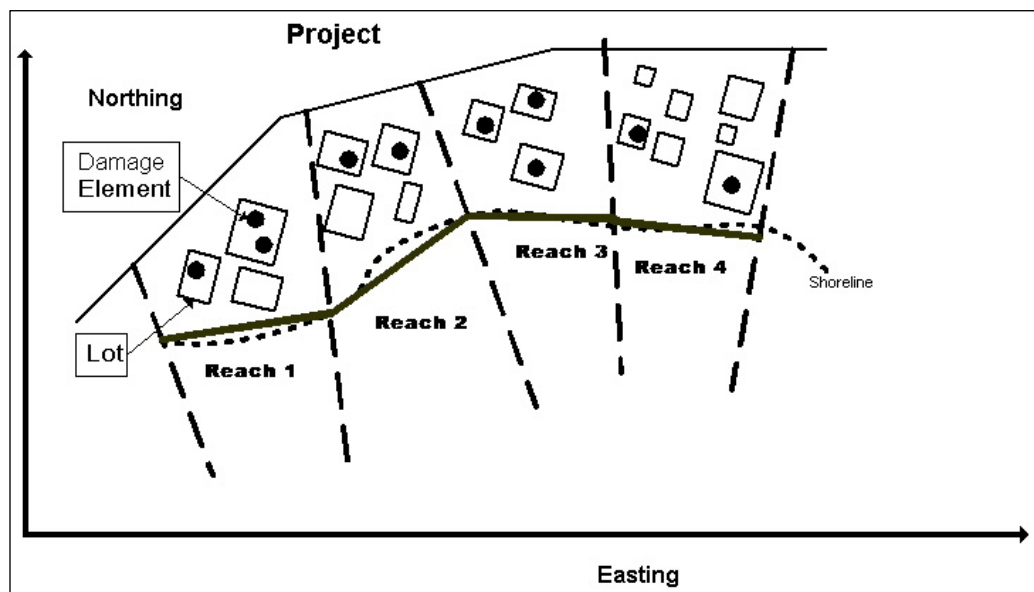 Project
Northing
Damage
Element
Reach 3
Reach 4
Shoreline
Reach 2
Lot
Reach 1
Easting